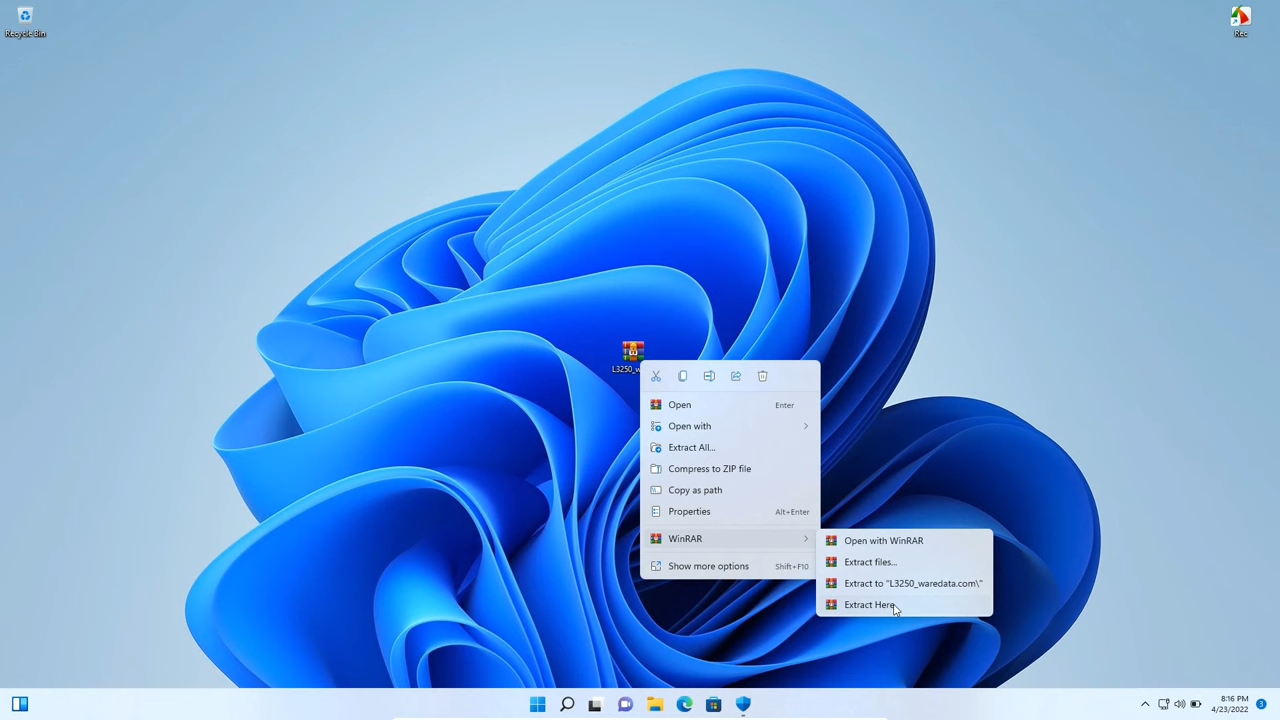 Recycle Bin
Rec
L3250_w
Open Enter
Open with
Extract All...
Compress to ZIP file
Copy as path
Properties Alt+Enter
WinRAR
Show more options Shift+F10
Open with WinRAR
Extract files...
Extract to "L3250_waredata.com\"
Extract Here
8:16 PM
4/23/2022
3